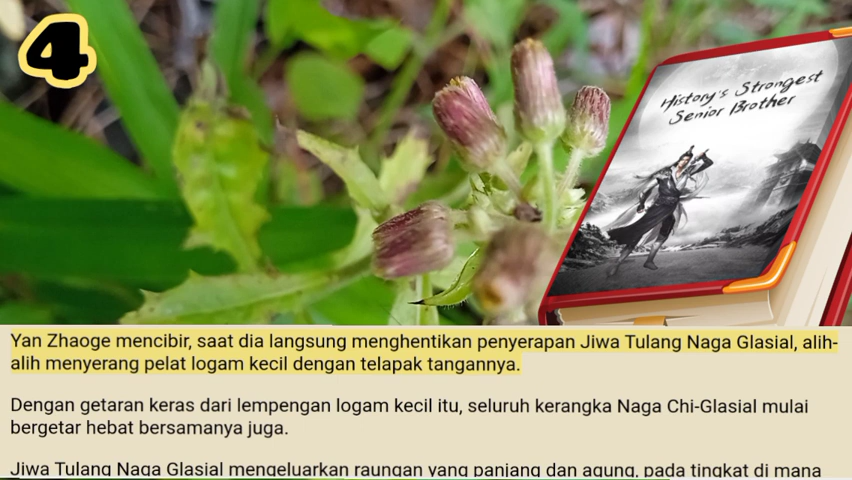 4
History's Strongest
Senior Brother
Yan Zhaoge mencibir, saat dia langsung menghentikan penyerapan Jiwa Tulang Naga Glasial, alih-
alih menyerang pelat logam kecil dengan telapak tangannya.
Dengan getaran keras dari lempengan logam kecil itu, seluruh kerangka Naga Chi-Glasial mulai
bergetar hebat bersamanya juga.
Jiwa Tulang Naga Glasial mengeluarkan raungan yang panjang dan agung, pada tingkat di mana